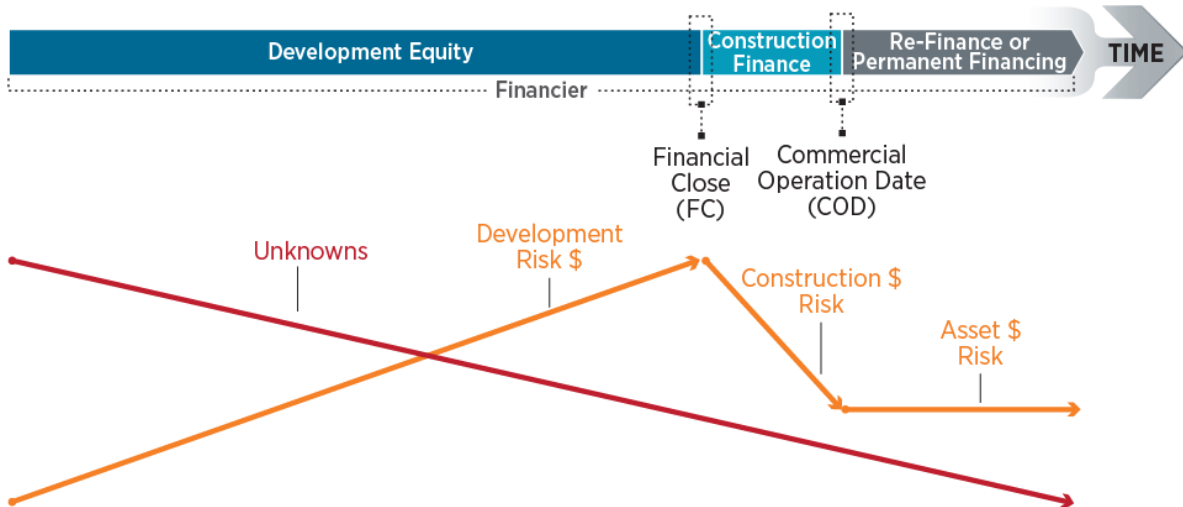 Development Equity
Construction
Finance
Re-Finance or
Permanent Financing
TIME
Financier
Financial
Close
(FC)
Commercial
Operation Date
(COD)
Unknowns
Development
Risk $
Construction $
Risk
Asset $
Risk